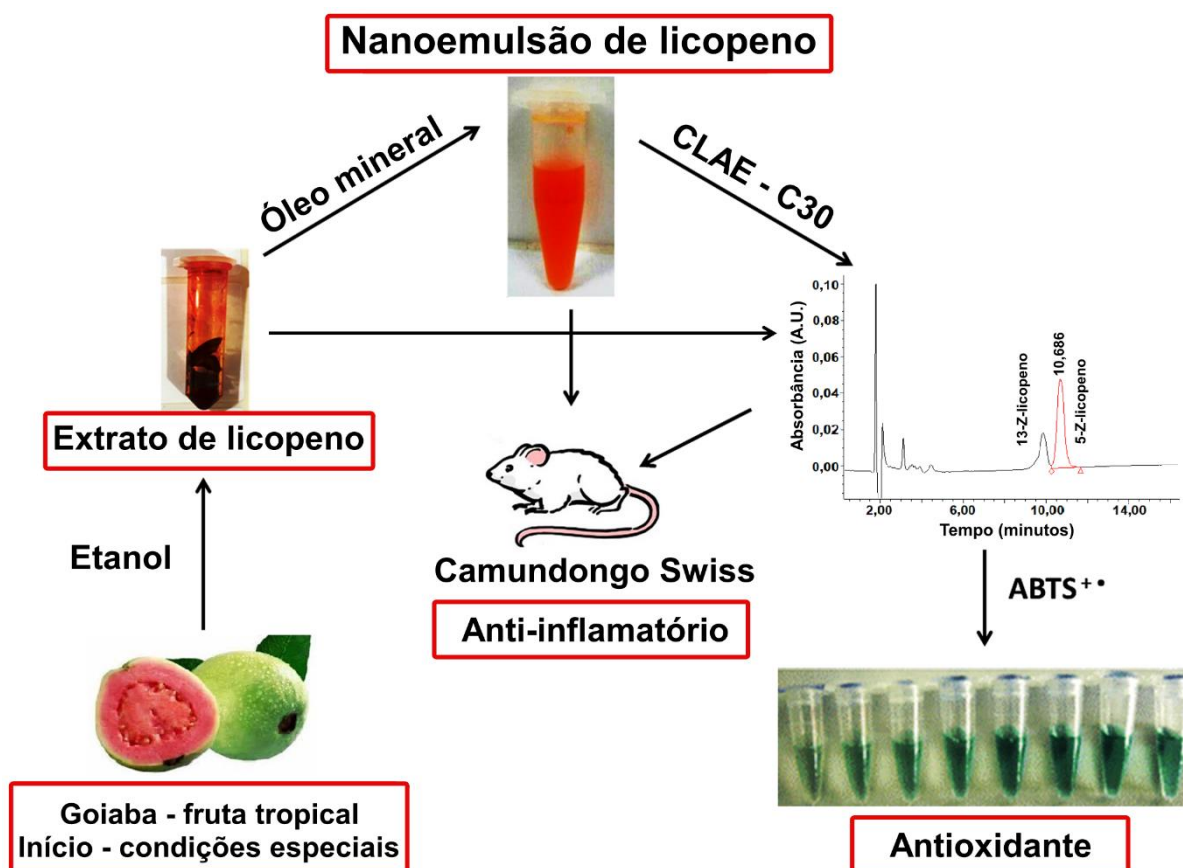 Nanoemulsão de licopeno
Óleo mineral
CLAE - C30
Extrato de licopeno
Etanol
Goiaba - fruta tropical
Início - condições especiais
Camundongo Swiss
Anti-inflamatório
Absorbância (A.U.)
0,10
0,08
0,06
0,04
0,02
0,00
13-Z-licopeno
10,686
5-Z-licopeno
2,00 6,00 10,00 14,00
Tempo (minutos)
ABTS⁺•
Antioxidante